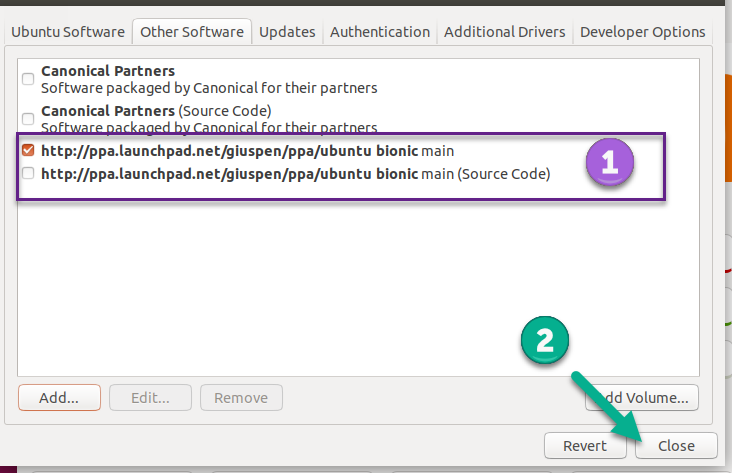 Ubuntu Software Other Software Updates Authentication Additional Drivers Developer Options
Canonical Partners
Software packaged by Canonical for their partners
Canonical Partners (Source Code)
Software packaged by Canonical for their partners
http://ppa.launchpad.net/giuspen/ppa/ubuntu bionic main
http://ppa.launchpad.net/giuspen/ppa/ubuntu bionic main (Source Code)
1
2
Add... Edit... Remove dd Volume...
Revert Close